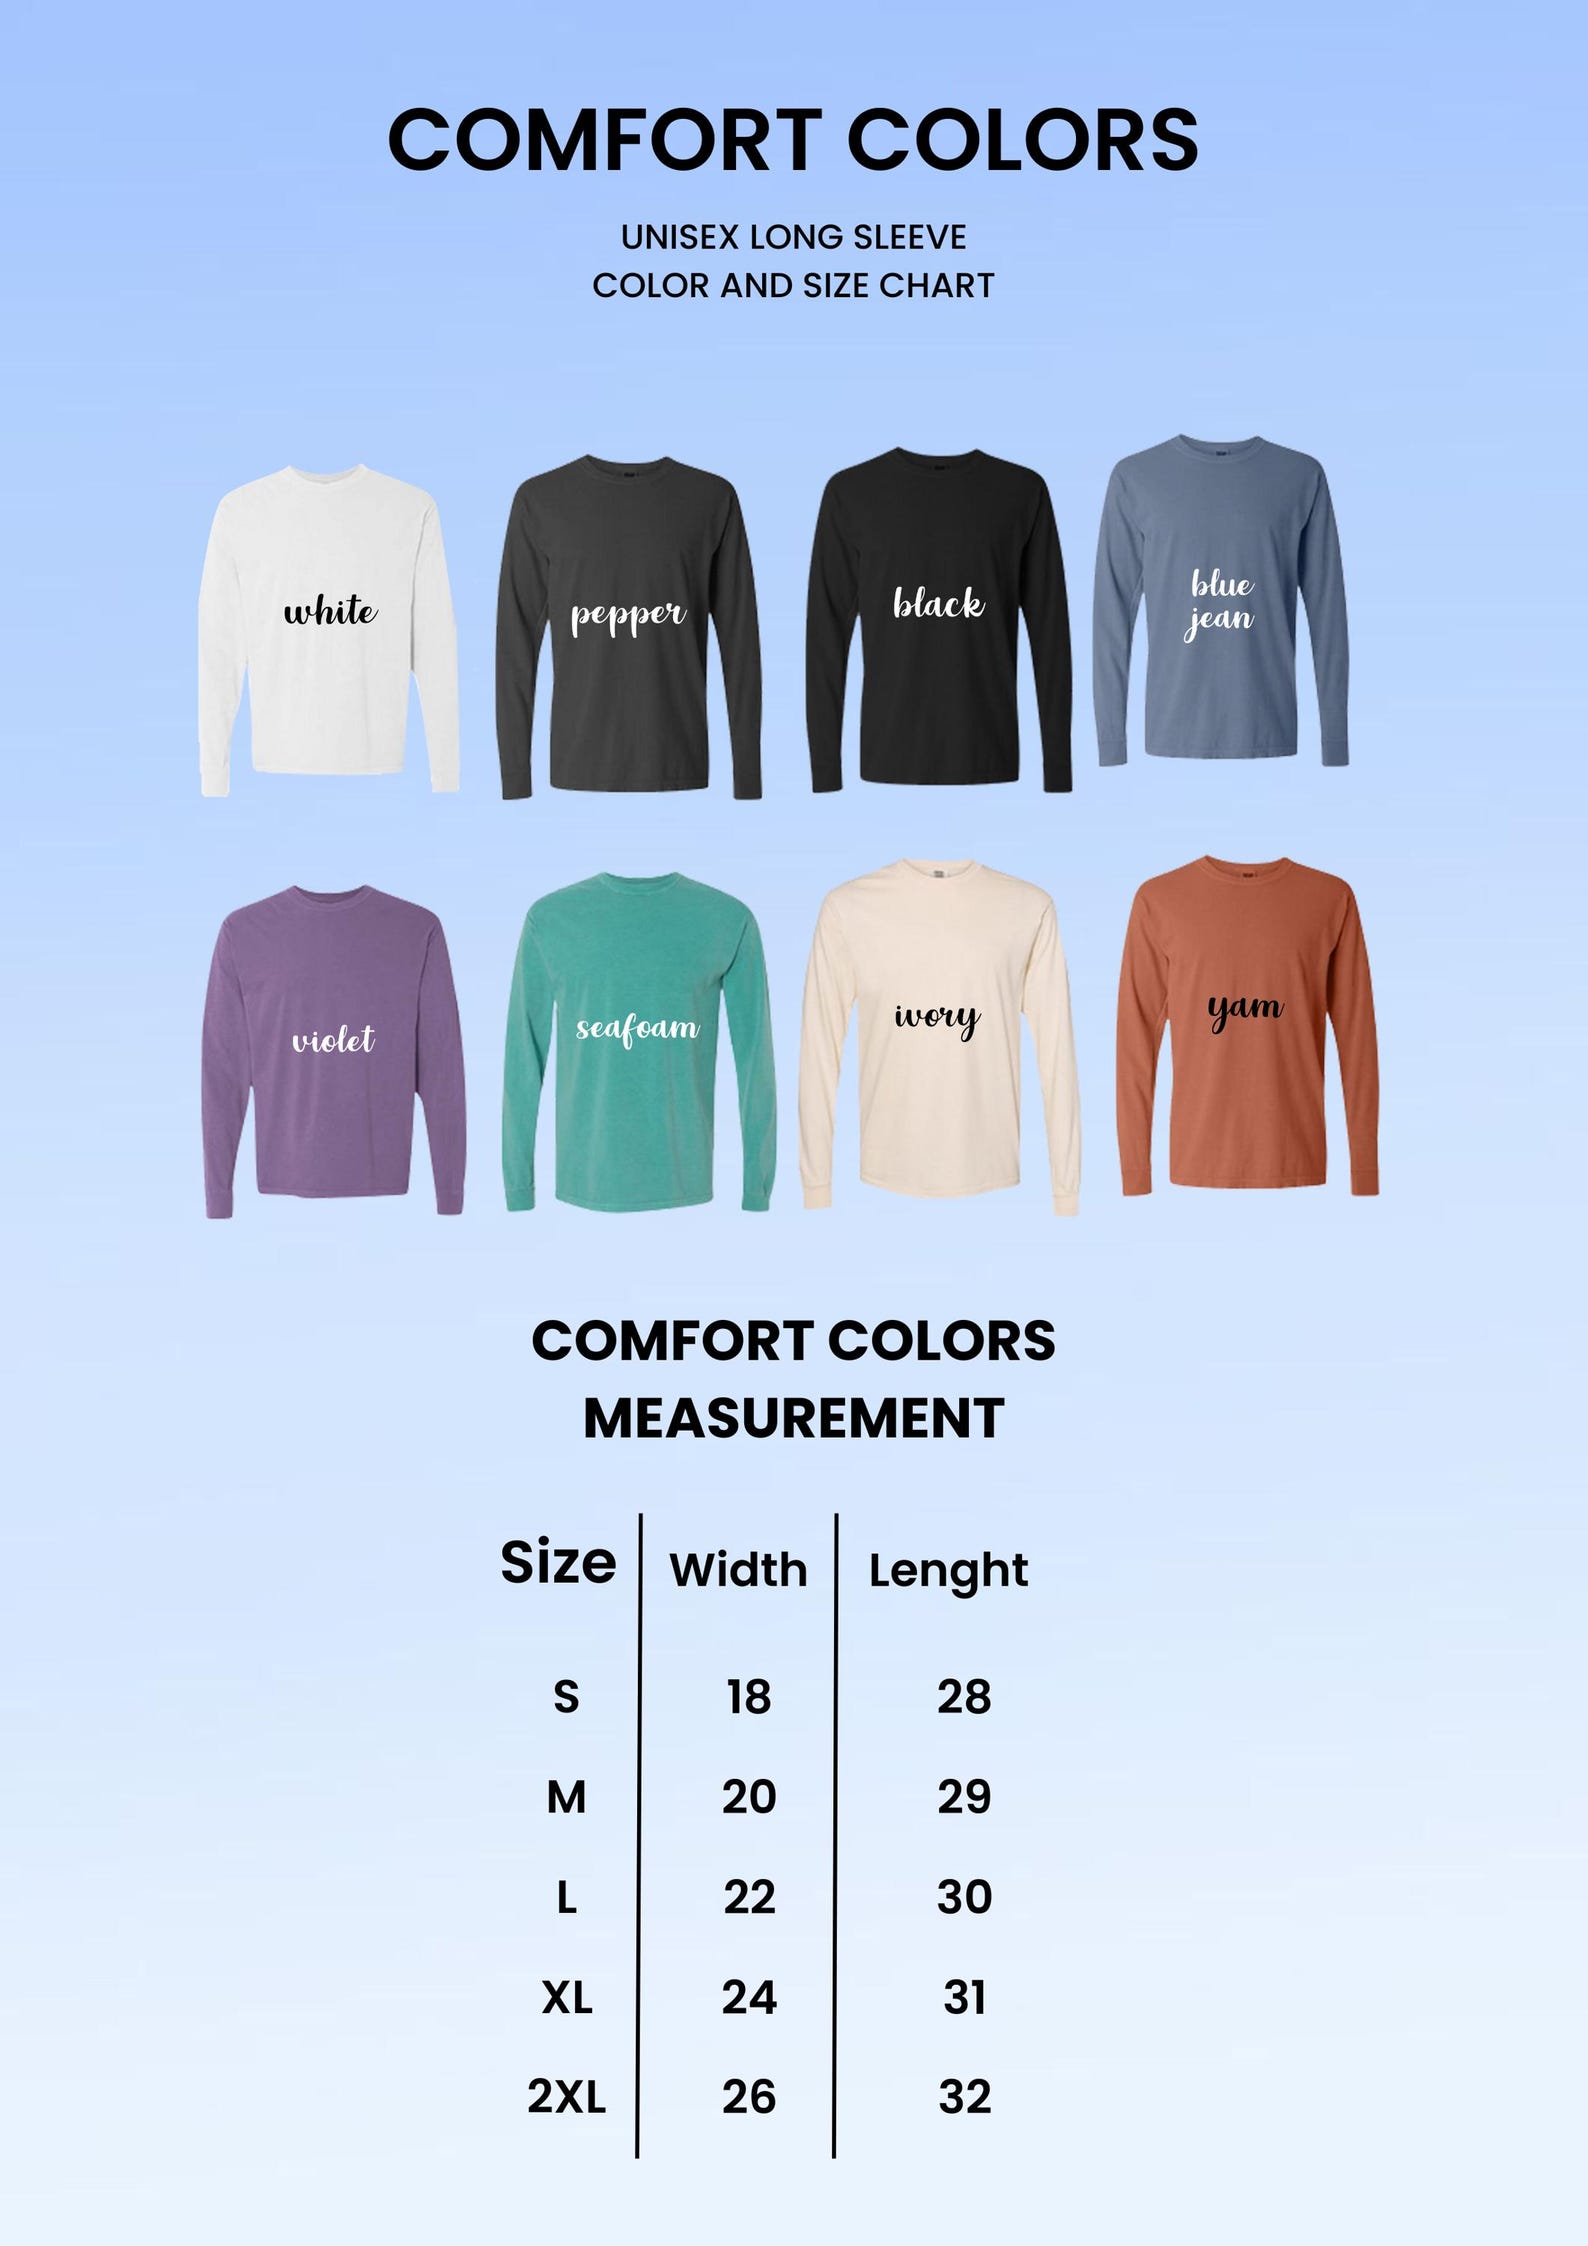 COMFORT COLORS
UNISEX LONG SLEEVE
COLOR AND SIZE CHART
white
pepper
black
blue
jean
violet
seafoam
ivory
yam
COMFORT COLORS
MEASUREMENT
Size Width Lenght
S 18 28
M 20 29
L 22 30
XL 24 31
2XL 26 32